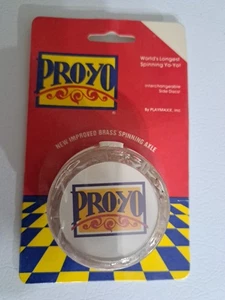 PRO-YO
World's Longest
Spinning Yo-Yo!
Interchangeable
Side Discs!
By PLAYMAXX, INC.
NEW IMPROVED BRASS SPINNING AXLE
PRO-YO